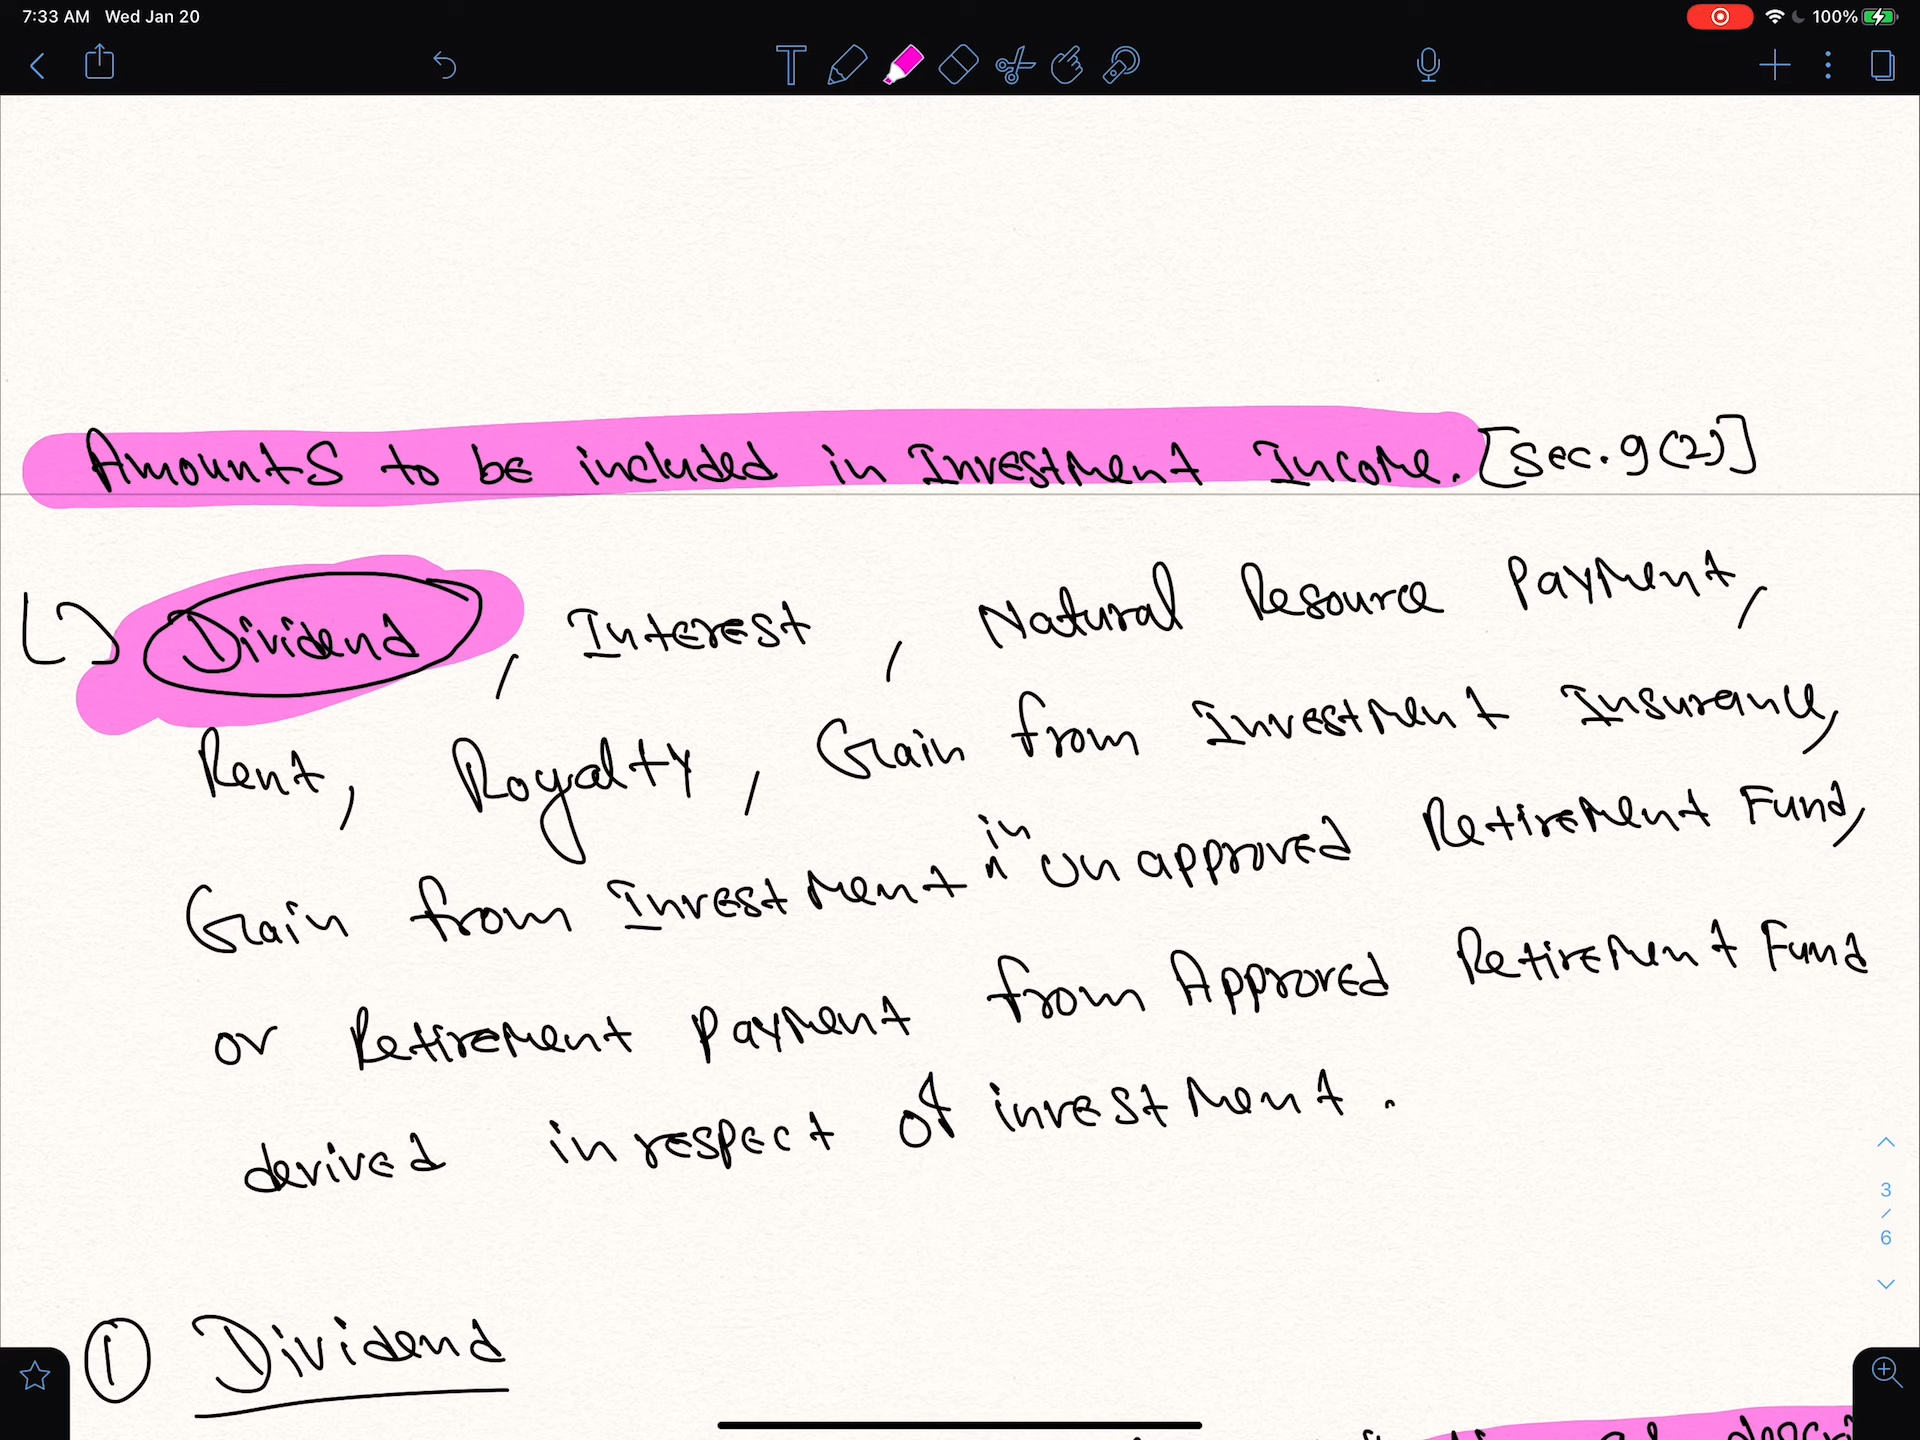 7:33 AM Wed Jan 20
100%
Amounts to be included in Investment Income. [Sec. 9(2)]
Dividend, Interest, Natural Resource Payment,
Rent, Royalty, Gain from Investment Insurance,
Gain from Investment in Unapproved Retirement Fund,
or Retirement Payment from Approved Retirement Fund
derived in respect of investment.
3
/
6
① Dividend